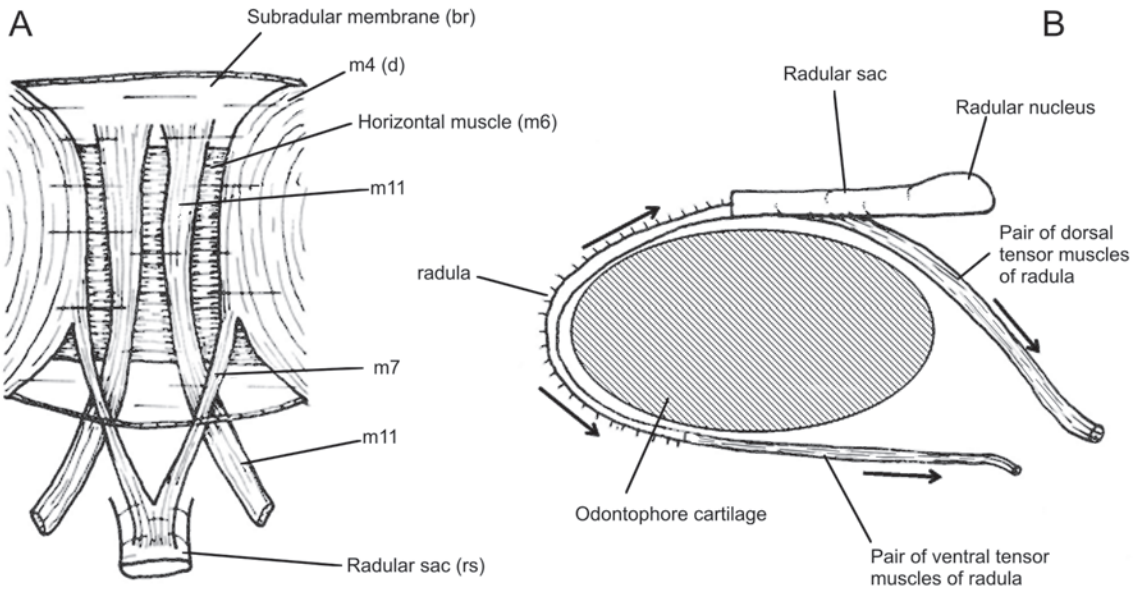 A
Subradular membrane (br)
m4 (d)
Horizontal muscle (m6)
m11
m7
m11
Radular sac (rs)
B
Radular sac
Radular nucleus
Pair of dorsal
tensor muscles
of radula
radula
Odontophore cartilage
Pair of ventral tensor
muscles of radula